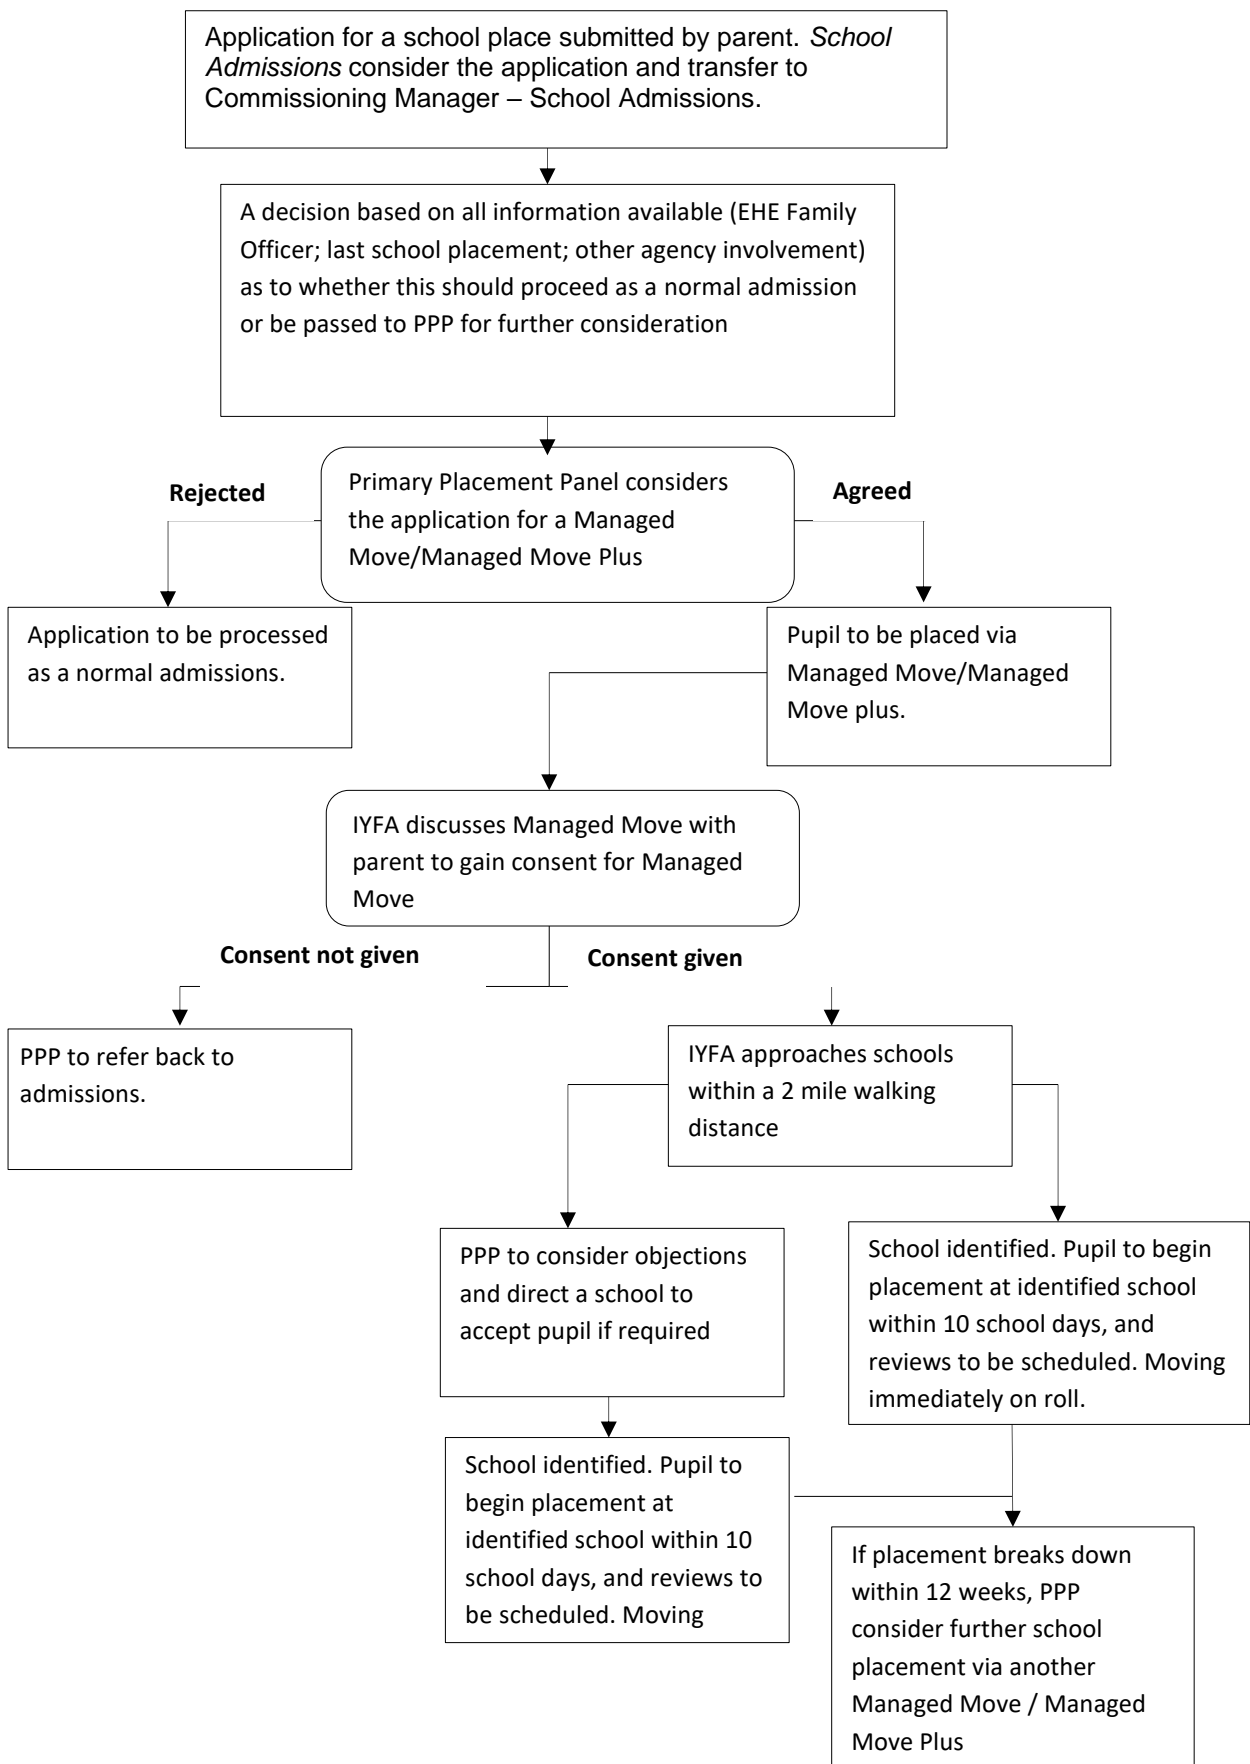 Application for a school place submitted by parent. School
Admissions consider the application and transfer to
Commissioning Manager – School Admissions.
A decision based on all information available (EHE Family
Officer; last school placement; other agency involvement)
as to whether this should proceed as a normal admission
or be passed to PPP for further consideration
Rejected
Primary Placement Panel considers
the application for a Managed
Move/Managed Move Plus
Agreed
Application to be processed
as a normal admissions.
Pupil to be placed via
Managed Move/Managed
Move plus.
IYFA discusses Managed Move with
parent to gain consent for Managed
Move
Consent not given
Consent given
PPP to refer back to
admissions.
IYFA approaches schools
within a 2 mile walking
distance
PPP to consider objections
and direct a school to
accept pupil if required
School identified. Pupil to begin
placement at identified school
within 10 school days, and
reviews to be scheduled. Moving
immediately on roll.
School identified. Pupil to
begin placement at
identified school within 10
school days, and reviews to
be scheduled. Moving
If placement breaks down
within 12 weeks, PPP
consider further school
placement via another
Managed Move / Managed
Move Plus